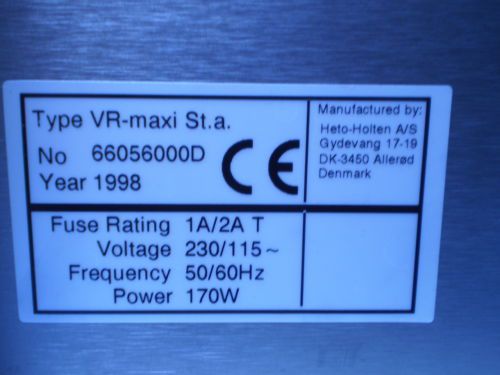 Type VR-maxi St.a.
No 66056000D
Year 1998
CE
Manufactured by:
Heto-Holten A/S
Gydevang 17-19
DK-3450 Allerød
Denmark
Fuse Rating 1A/2A T
Voltage 230/115~
Frequency 50/60Hz
Power 170W